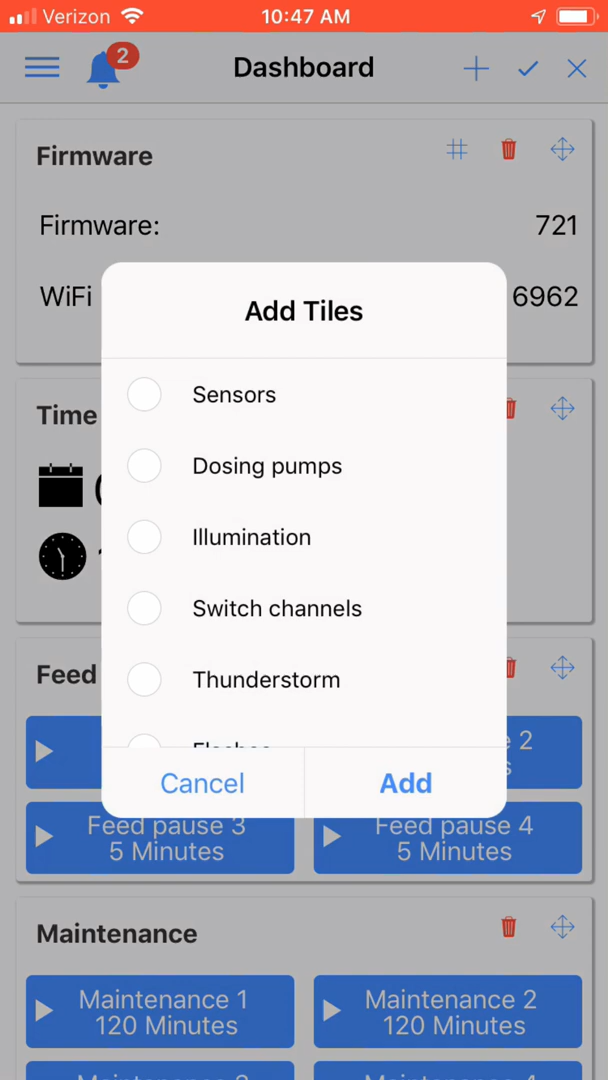 Verizon 10:47 AM
2 Dashboard
Firmware
Firmware: 721
WiFi 6962
Add Tiles
Sensors
Time
Dosing pumps
Illumination
Switch channels
Feed
Thunderstorm
2
Cancel Add
Feed pause 3 Feed pause 4
5 Minutes 5 Minutes
Maintenance
Maintenance 1 Maintenance 2
120 Minutes 120 Minutes